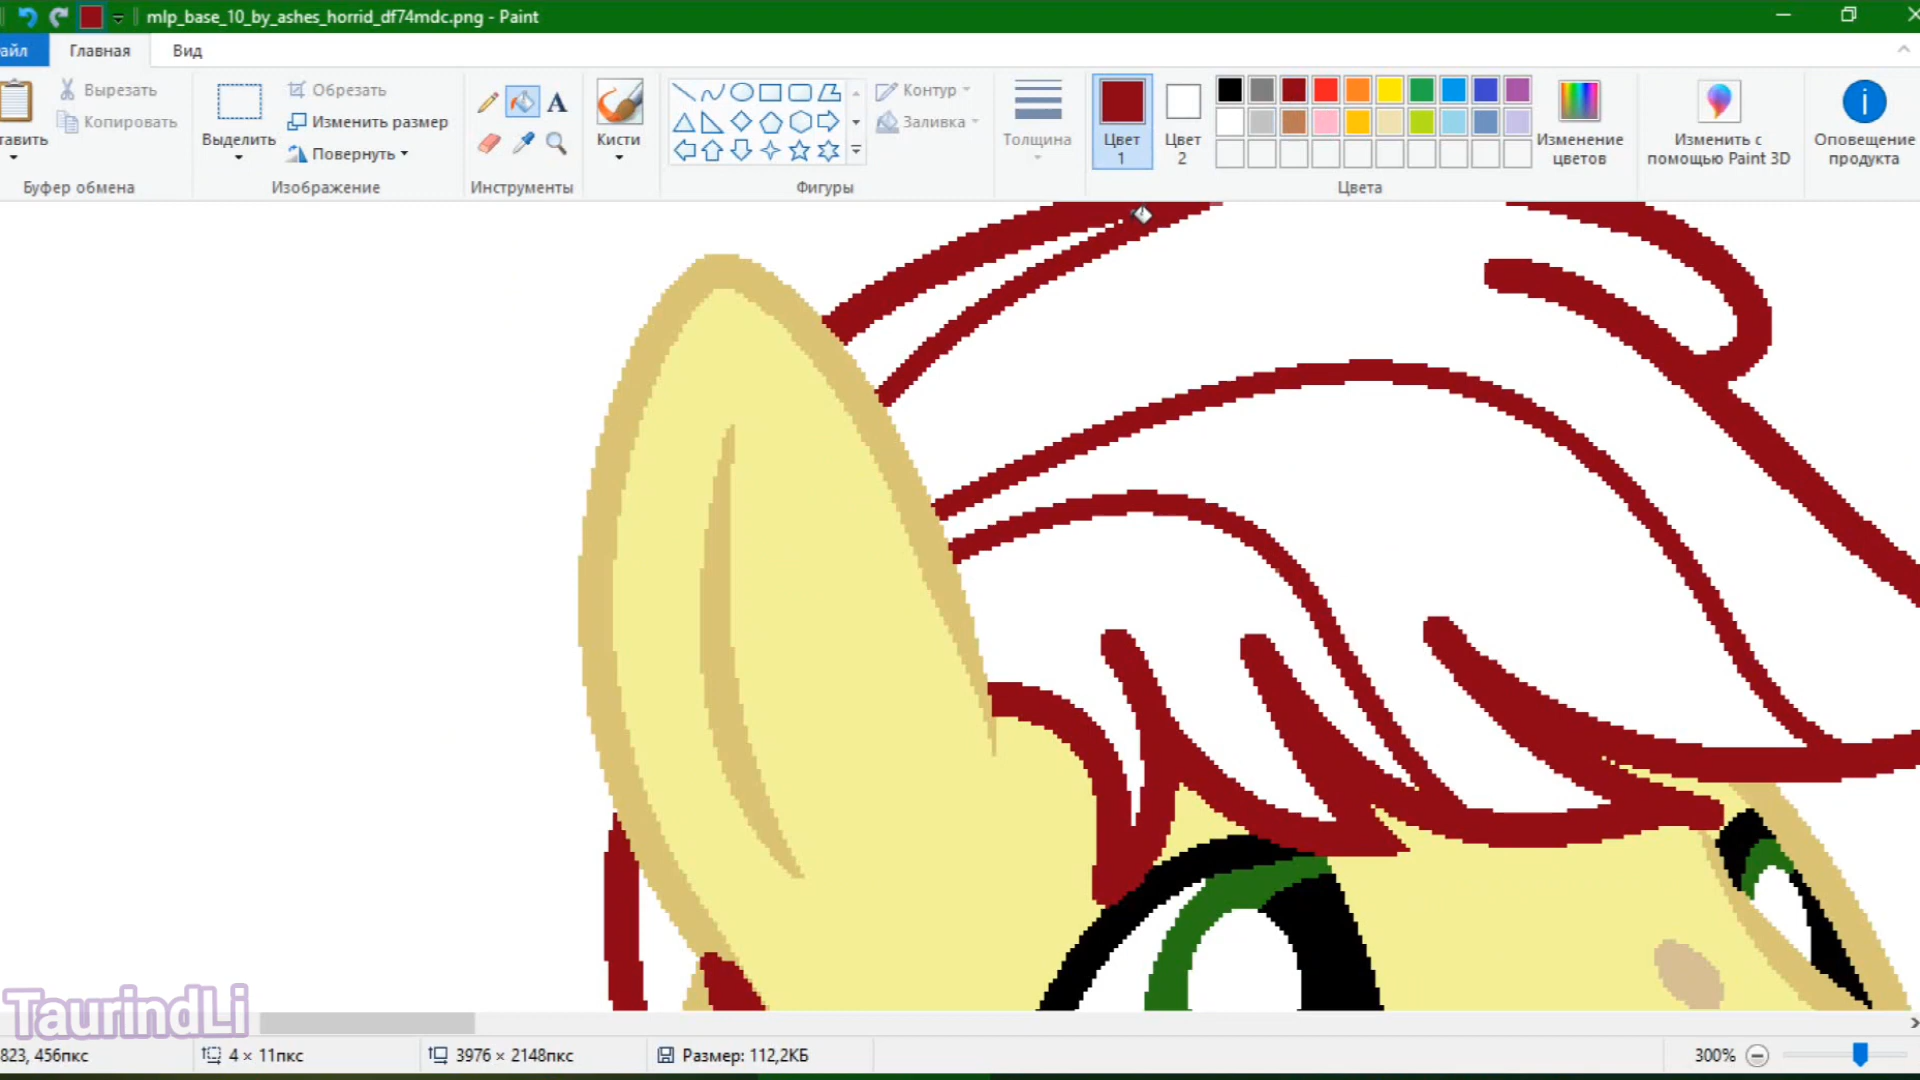 mlp_base_10_by_ashes_horrid_df74mdc.png - Paint
айл Главная Вид
тавить
Вырезать
Копировать
Буфер обмена
Выделить
Обрезать
Изменить размер
Повернуть
Изображение
A
Инструменты
Кисти
Фигуры
Контур
Заливка
Толщина
Цвет 1
Цвет 2
Цвета
Изменение цветов
Изменить с помощью Paint 3D
Оповещение продукта
TaurindLi
823, 456пкс 4 × 11пкс 3976 × 2148пкс Размер: 112,2КБ 300%